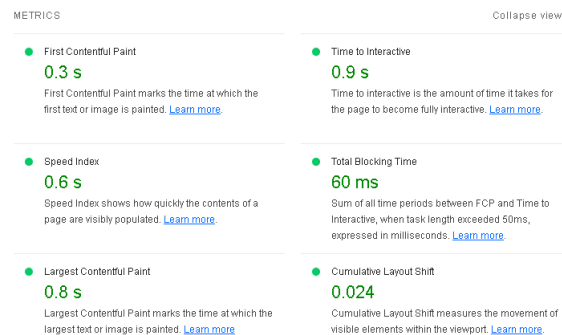 METRICS
Collapse view
First Contentful Paint
0.3 s
First Contentful Paint marks the time at which the
first text or image is painted. Learn more.
Time to Interactive
0.9 s
Time to interactive is the amount of time it takes for
the page to become fully interactive. Learn more.
Speed Index
0.6 s
Speed Index shows how quickly the contents of a
page are visibly populated. Learn more.
Total Blocking Time
60 ms
Sum of all time periods between FCP and Time to
Interactive, when task length exceeded 50ms,
expressed in milliseconds. Learn more.
Largest Contentful Paint
0.8 s
Largest Contentful Paint marks the time at which the
largest text or image is painted. Learn more
Cumulative Layout Shift
0.024
Cumulative Layout Shift measures the movement of
visible elements within the viewport. Learn more.